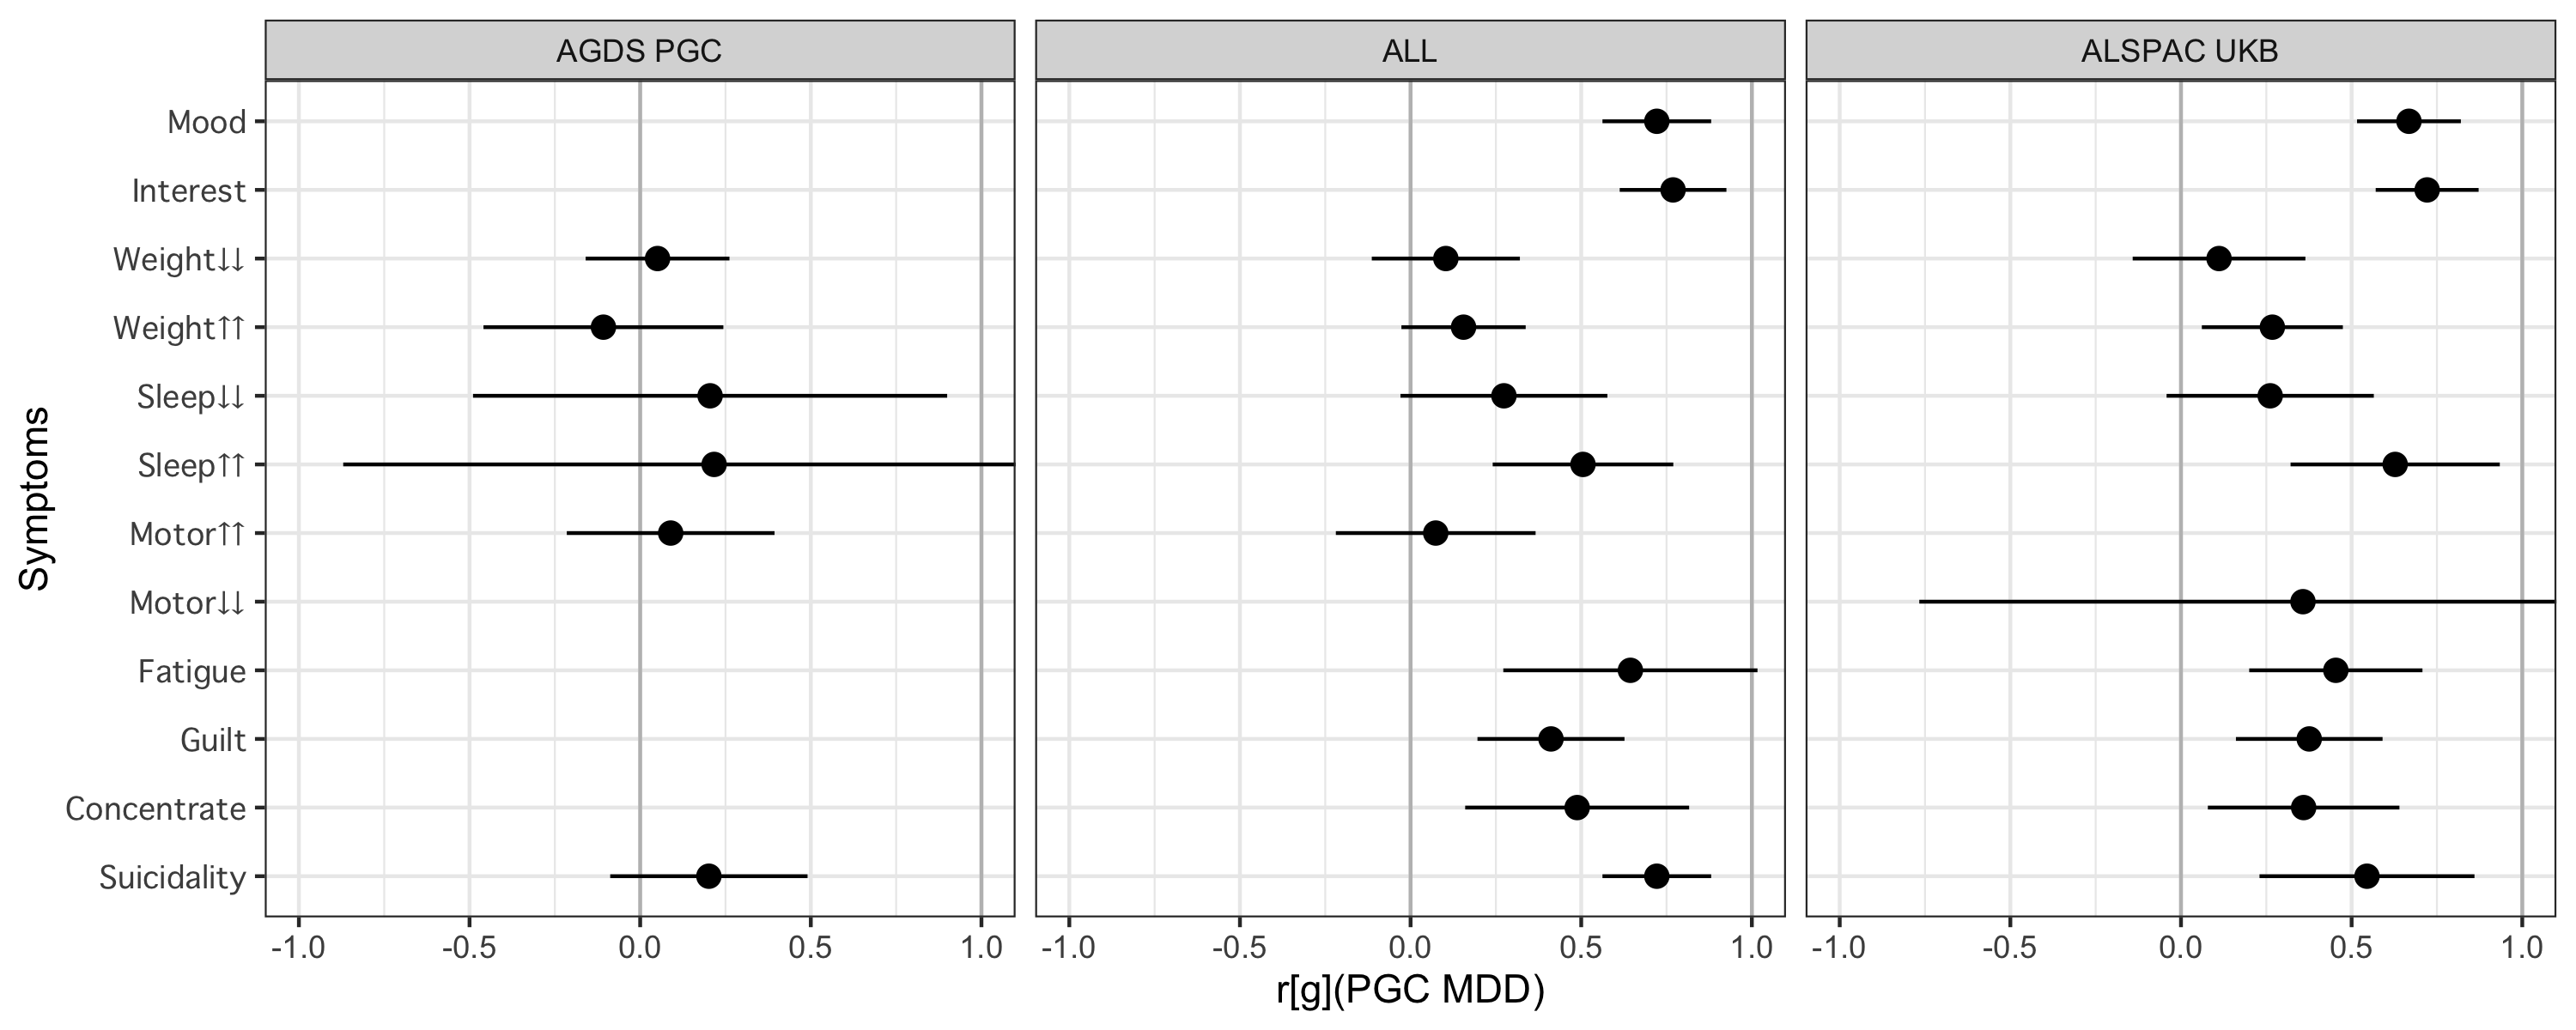 AGDS PGC
ALL
ALSPAC UKB
Symptoms
Mood
Interest
Weight↓↓
Weight↑↑
Sleep↓↓
Sleep↑↑
Motor↑↑
Motor↓↓
Fatigue
Guilt
Concentrate
Suicidality
-1.0 -0.5 0.0 0.5 1.0
-1.0 -0.5 0.0 0.5 1.0
-1.0 -0.5 0.0 0.5 1.0
r[g](PGC MDD)